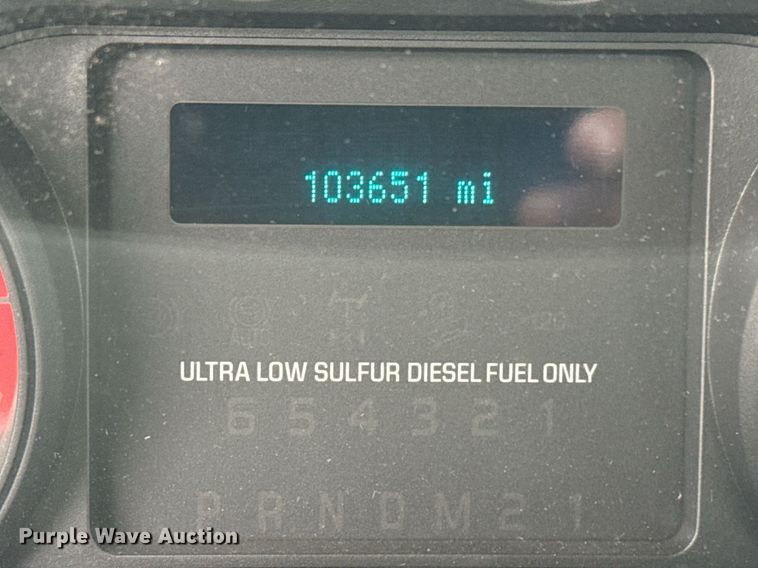 103651 mi
ULTRA LOW SULFUR DIESEL FUEL ONLY
6 5 4 3 2 1
P R N D M 2 1
Purple Wave Auction